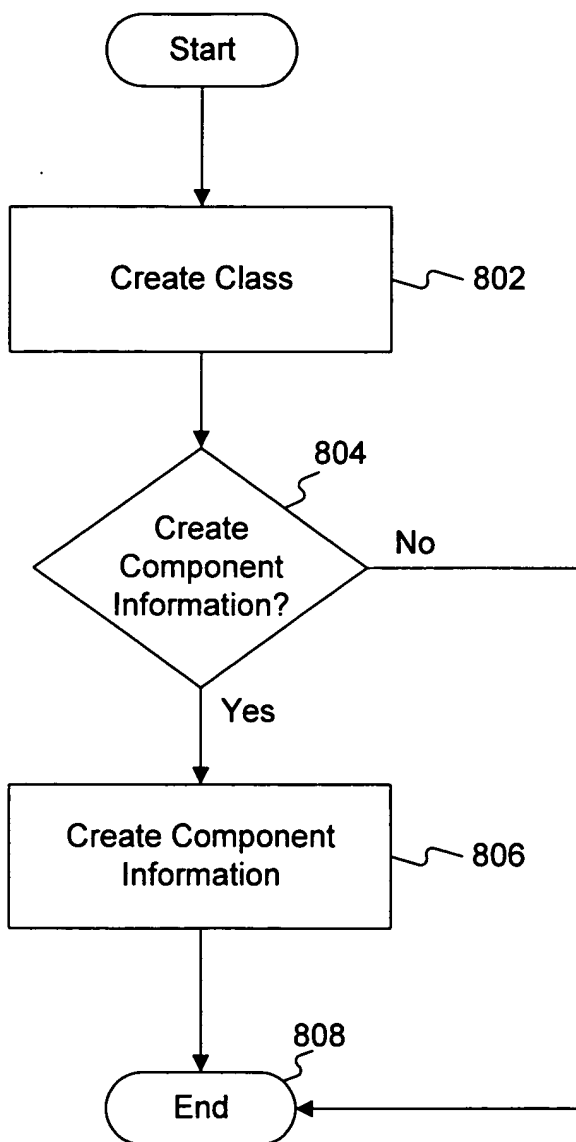 Start
Create Class
802
804
Create
Component
Information?
No
Yes
Create Component
Information
806
808
End